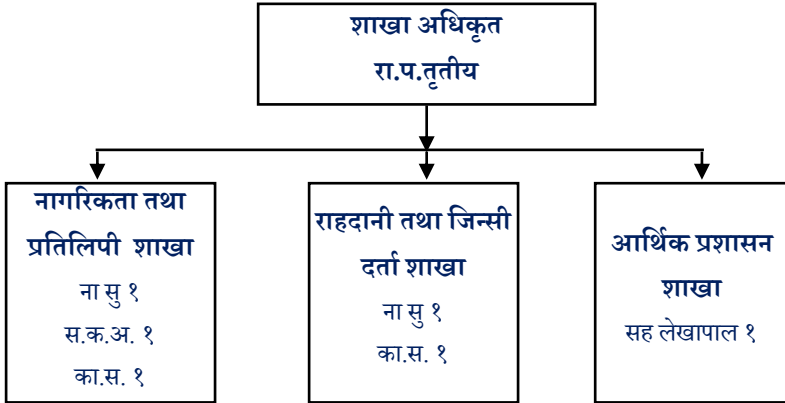 शाखा अधिकृत
रा.प.तृतीय
नागरिकता तथा
प्रतिलिपी शाखा
ना सु १
स.क.अ. १
का.स. १
राहदानी तथा जिन्सी
दर्ता शाखा
ना सु १
का.स. १
आर्थिक प्रशासन
शाखा
सह लेखापाल १